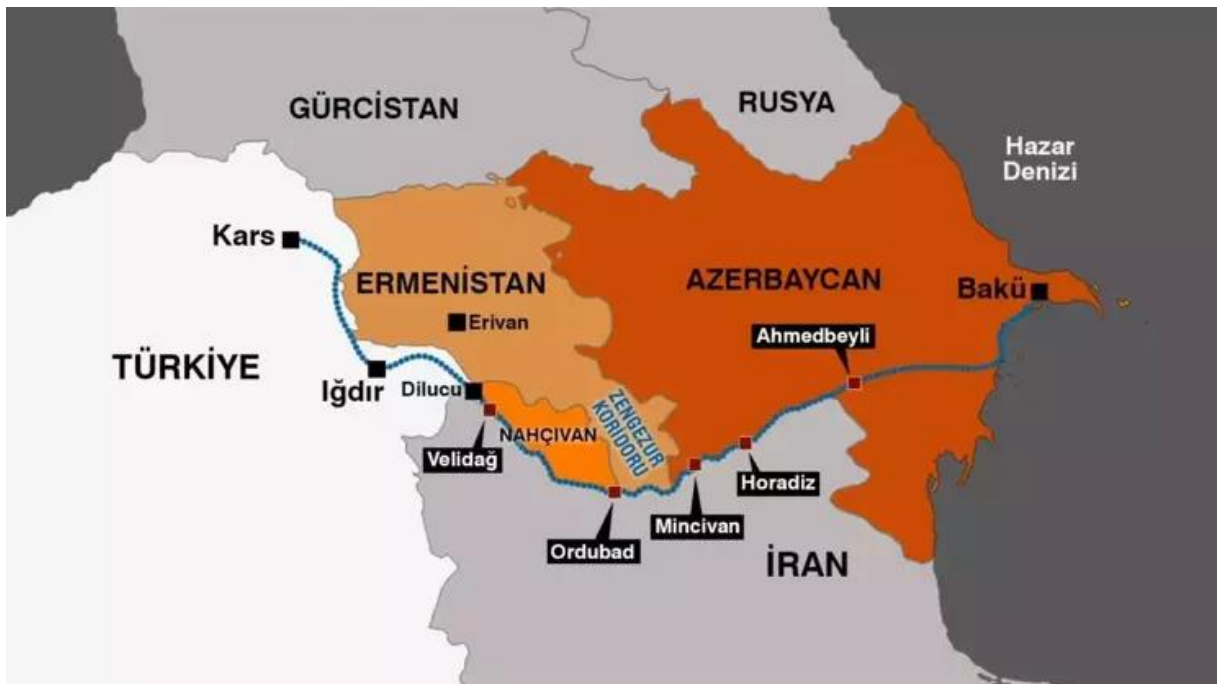 GÜRCİSTAN
RUSYA
Hazar
Denizi
Kars
ERMENİSTAN
AZERBAYCAN
Bakü
Erivan
Ahmedbeyli
TÜRKİYE
Iğdır
Dilucu
ZENGEZUR
KORİDORU
NAHÇIVAN
Velidağ
Horadiz
Mincivan
Ordubad
İRAN